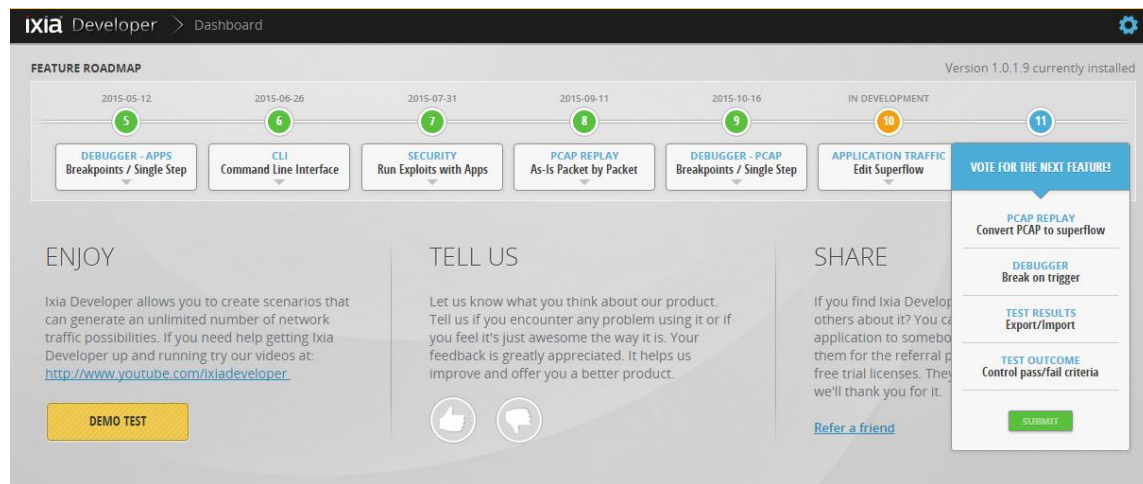 ixia Developer > Dashboard
FEATURE ROADMAP
Version 1.0.1.9 currently installed
2015-05-12
5
DEBUGGER - APPS
Breakpoints / Single Step
2015-06-26
6
CLI
Command Line Interface
2015-07-31
7
SECURITY
Run Exploits with Apps
2015-09-11
8
PCAP REPLAY
As-Is Packet by Packet
2015-10-16
9
DEBUGGER - PCAP
Breakpoints / Single Step
IN DEVELOPMENT
10
APPLICATION TRAFFIC
Edit Superflow
11
VOTE FOR THE NEXT FEATURE!
PCAP REPLAY
Convert PCAP to superflow
DEBUGGER
Break on trigger
TEST RESULTS
Export/Import
TEST OUTCOME
Control pass/fail criteria
SUBMIT
ENJOY
Ixia Developer allows you to create scenarios that
can generate an unlimited number of network
traffic possibilities. If you need help getting Ixia
Developer up and running try our videos at:
http://www.youtube.com/ixiadeveloper
DEMO TEST
TELL US
Let us know what you think about our product.
Tell us if you encounter any problem using it or if
you feel it's just awesome the way it is. Your
feedback is greatly appreciated. It helps us
improve and offer you a better product.
SHARE
If you find Ixia Develop
others about it? You ca
application to somebo
them for the referral p
free trial licenses. They
we'll thank you for it.
Refer a friend